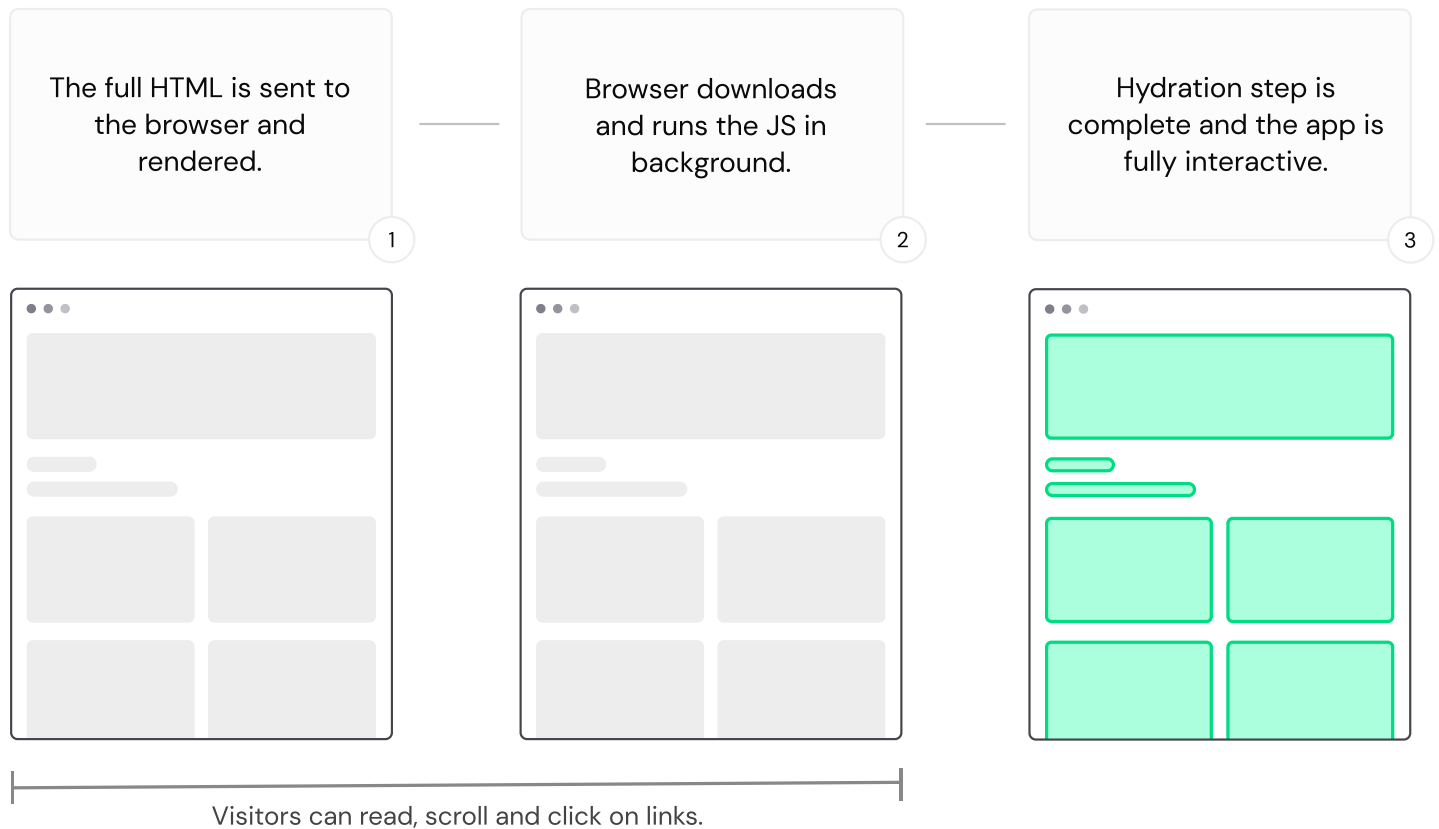 The full HTML is sent to
the browser and
rendered.
1
Browser downloads
and runs the JS in
background.
2
Hydration step is
complete and the app is
fully interactive.
3
Visitors can read, scroll and click on links.